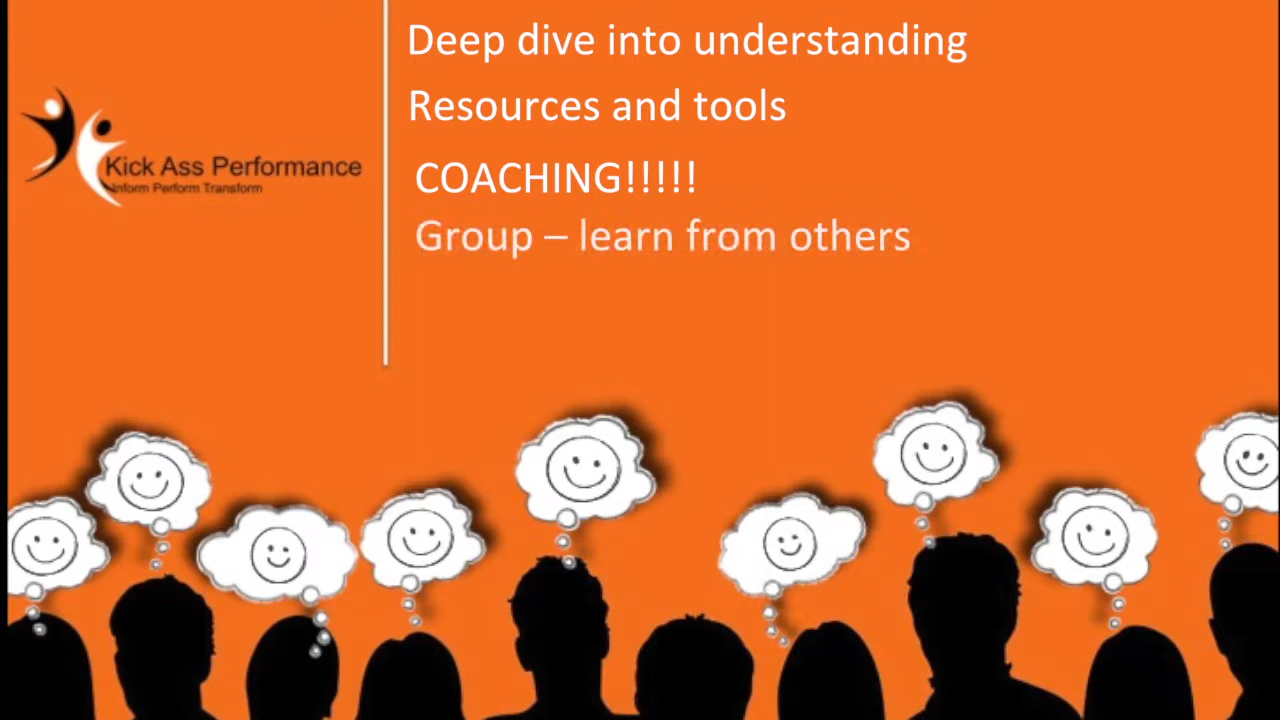 Deep dive into understanding
Resources and tools
Kick Ass Performance
Inform Perform Transform
COACHING!!!!!
Group – learn from others